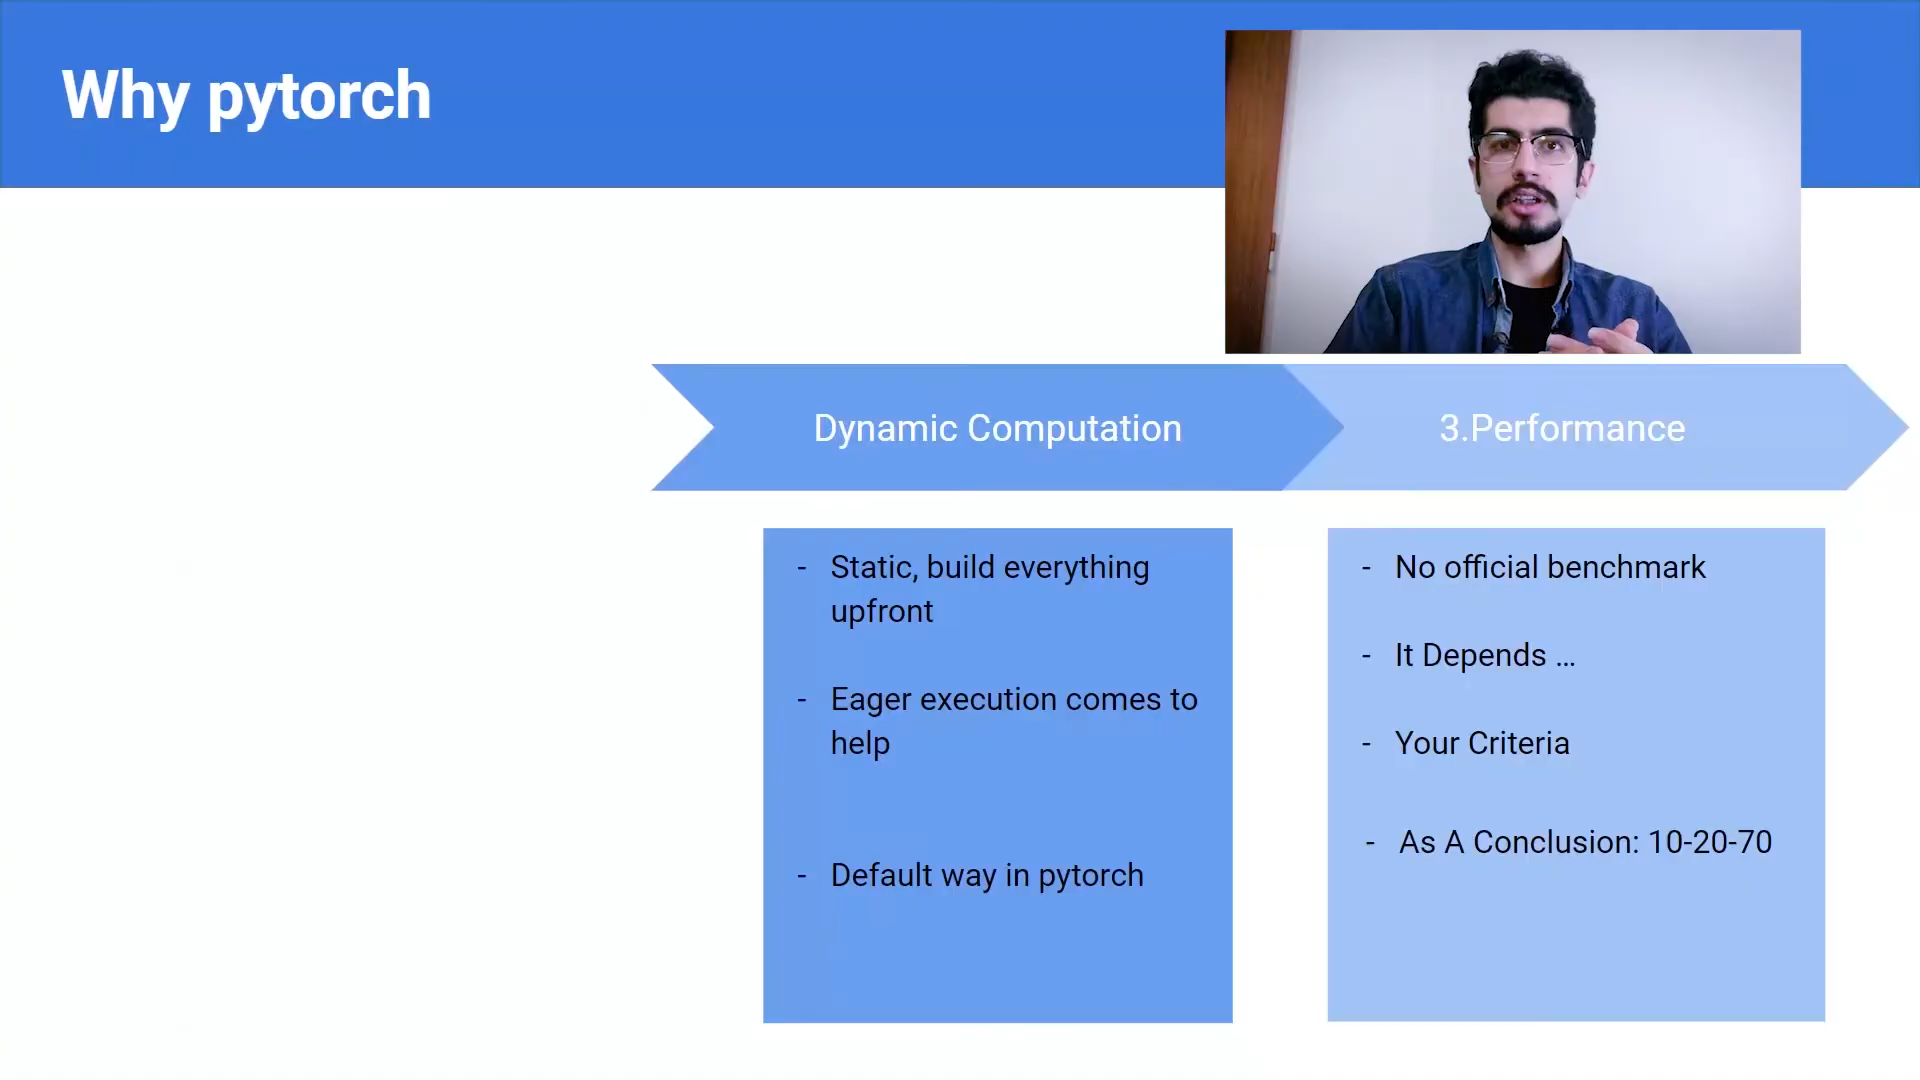 Why pytorch
Dynamic Computation
3.Performance
- Static, build everything
upfront
- Eager execution comes to
help
- Default way in pytorch
- No official benchmark
- It Depends ...
- Your Criteria
- As A Conclusion: 10-20-70